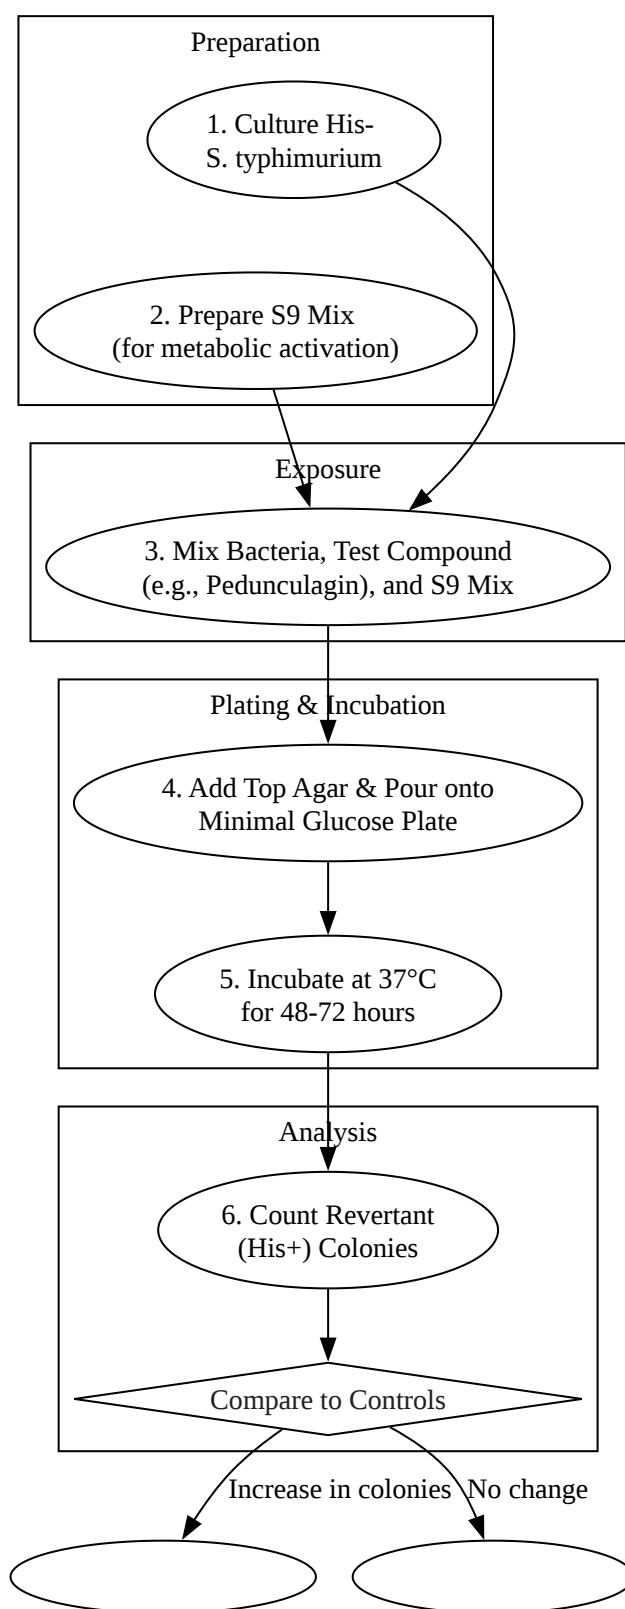 Preparation
1. Culture His-
S. typhimurium
2. Prepare S9 Mix
(for metabolic activation)
Exposure
3. Mix Bacteria, Test Compound
(e.g., Pedunculagin), and S9 Mix
Plating & Incubation
4. Add Top Agar & Pour onto
Minimal Glucose Plate
5. Incubate at 37°C
for 48-72 hours
Analysis
6. Count Revertant
(His+) Colonies
Compare to Controls
Increase in colonies
No change